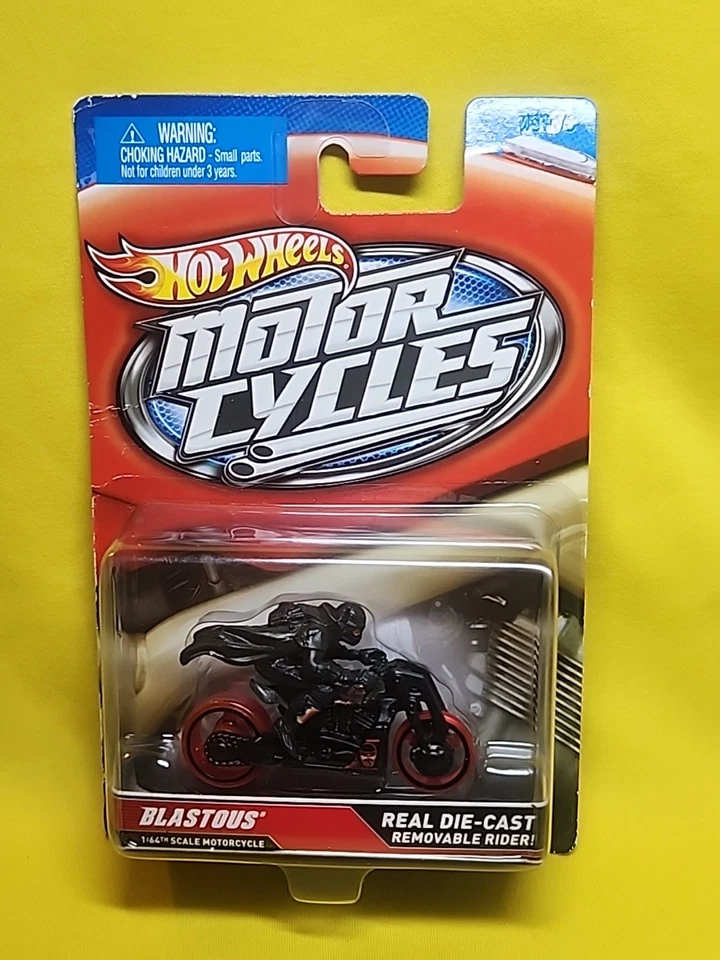 WARNING:
CHOKING HAZARD - Small parts.
Not for children under 3 years.
HOT WHEELS®
MOTOR
CYCLES
BLASTOUS™
1:64TH SCALE MOTORCYCLE
REAL DIE-CAST
REMOVABLE RIDER!